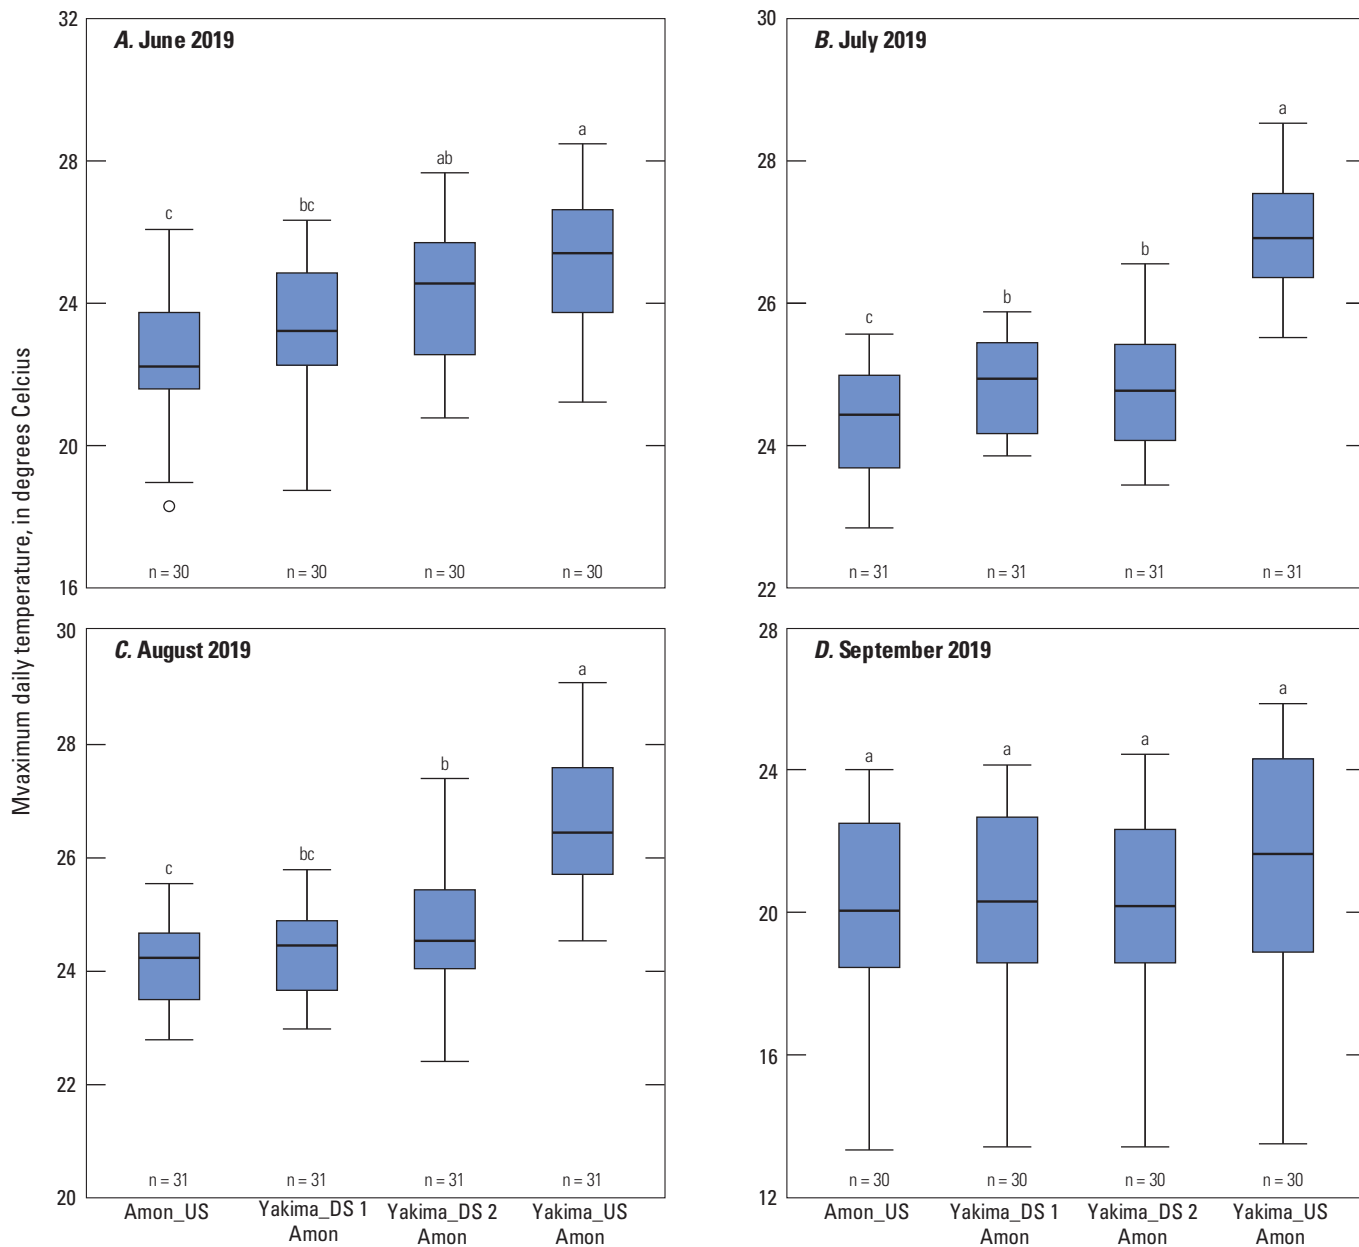 Mvaximum daily temperature, in degrees Celcius
A. June 2019
32
28
24
20
16
c
bc
ab
a
n = 30
n = 30
n = 30
n = 30
B. July 2019
30
28
26
24
22
c
b
b
a
n = 31
n = 31
n = 31
n = 31
C. August 2019
30
28
26
24
22
20
c
bc
b
a
n = 31
n = 31
n = 31
n = 31
Amon_US
Yakima_DS 1
Amon
Yakima_DS 2
Amon
Yakima_US
Amon
D. September 2019
28
24
20
16
12
a
a
a
a
n = 30
n = 30
n = 30
n = 30
Amon_US
Yakima_DS 1
Amon
Yakima_DS 2
Amon
Yakima_US
Amon